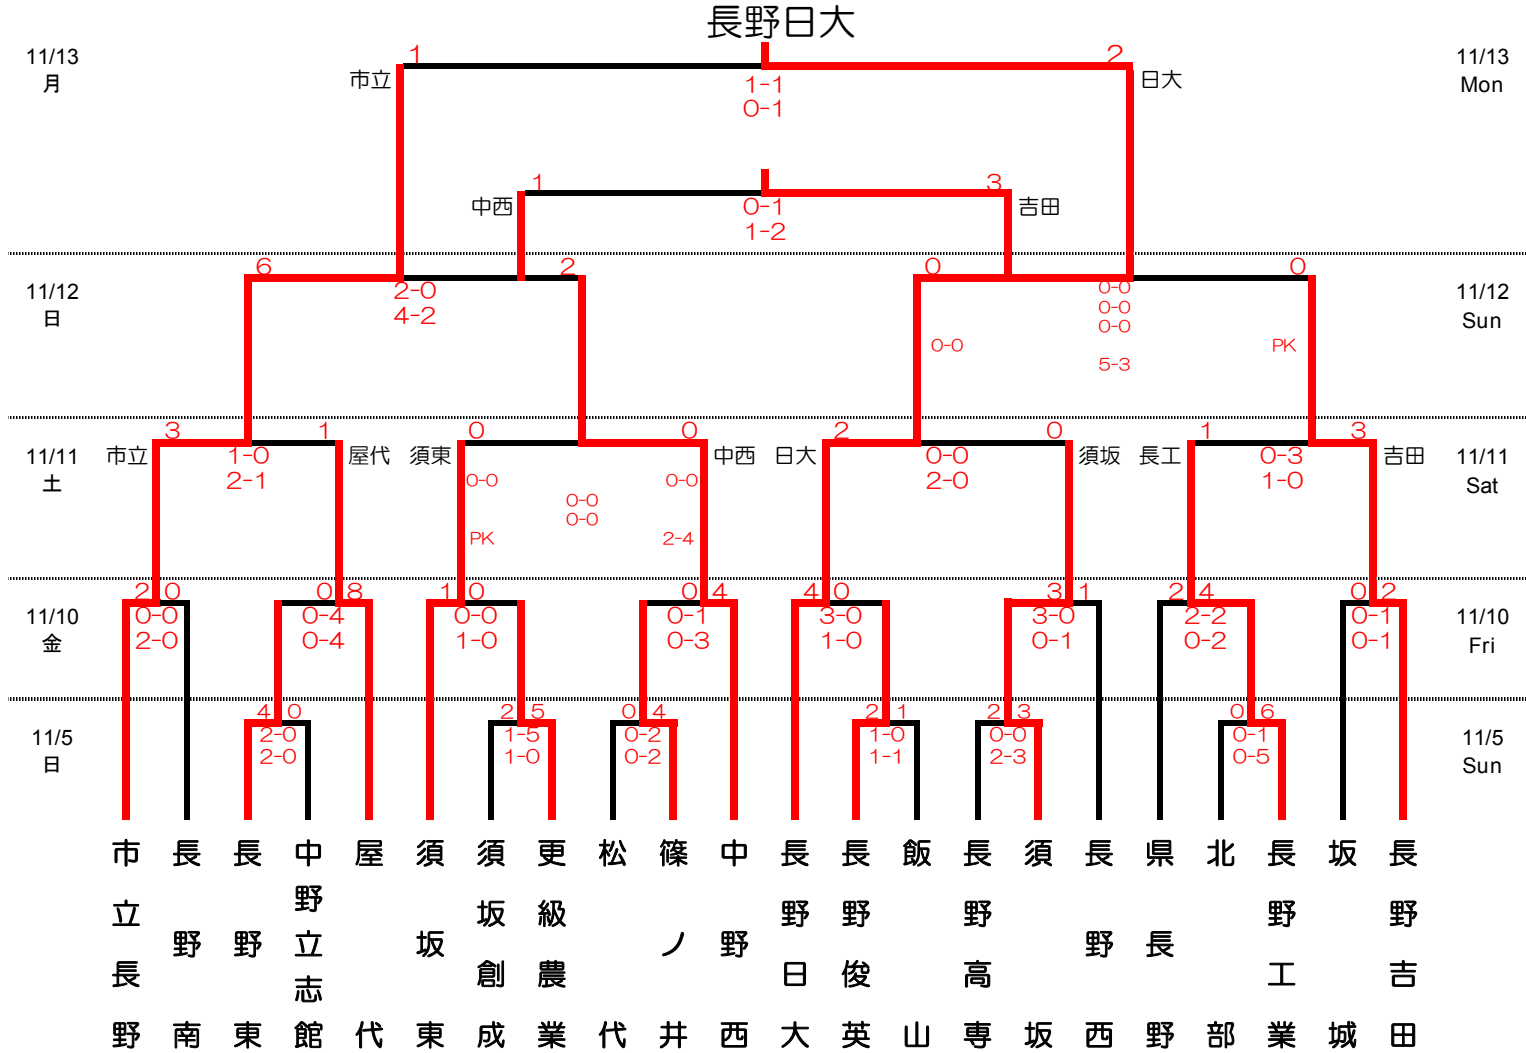 長野日大
11/13
月
1
2
11/13
Mon
市立
日大
1-1
0-1
1
3
中西
吉田
0-1
1-2
6
2
0
0
11/12
日
2-0
4-2
0-0
0-0
0-0
0-0
PK
5-3
11/12
Sun
3
1
0
0
2
0
1
3
11/11
土
市立
屋代
須東
中西
日大
須坂
長工
吉田
11/11
Sat
1-0
2-1
0-0
0-0
0-0
0-0
PK
2-4
0-0
2-0
0-3
1-0
2 0
0 8
1 0
0 4
4 0
3 1
2 4
0 2
11/10
金
0-0
2-0
0-4
0-4
0-0
1-0
0-1
0-3
3-0
1-0
3-0
0-1
2-2
0-2
0-1
0-1
11/10
Fri
4 0
2 5
0 4
2 1
2 3
0 6
11/5
日
2-0
2-0
1-5
1-0
0-2
0-2
1-0
1-1
0-0
2-3
0-1
0-5
11/5
Sun
市立長野
長野南
長野東
中野立志館
屋代
須坂東
須坂創成
更級農業
松代
篠ノ井
中野西
長野日大
長野俊英
飯山
長野高専
須坂
長野西
県長野
北部
長野工業
坂城
長野吉田